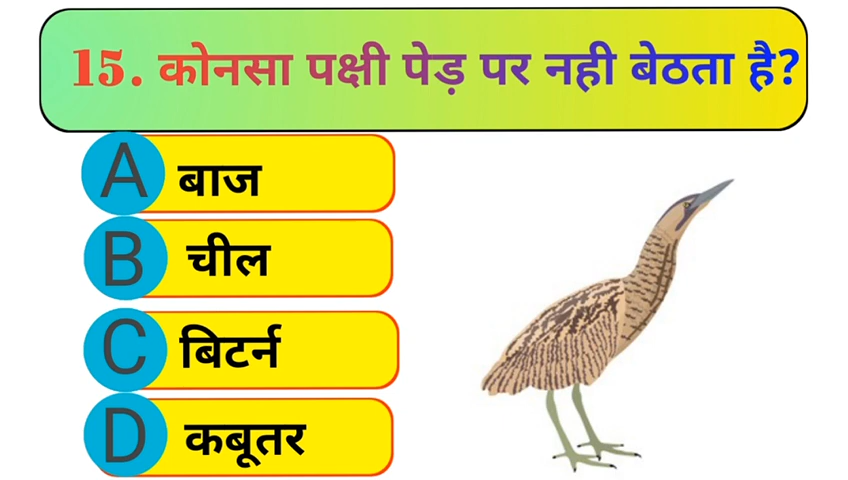 15. कोनसा पक्षी पेड़ पर नही बेठता है?
A बाज
B चील
C बिटर्न
D कबूतर